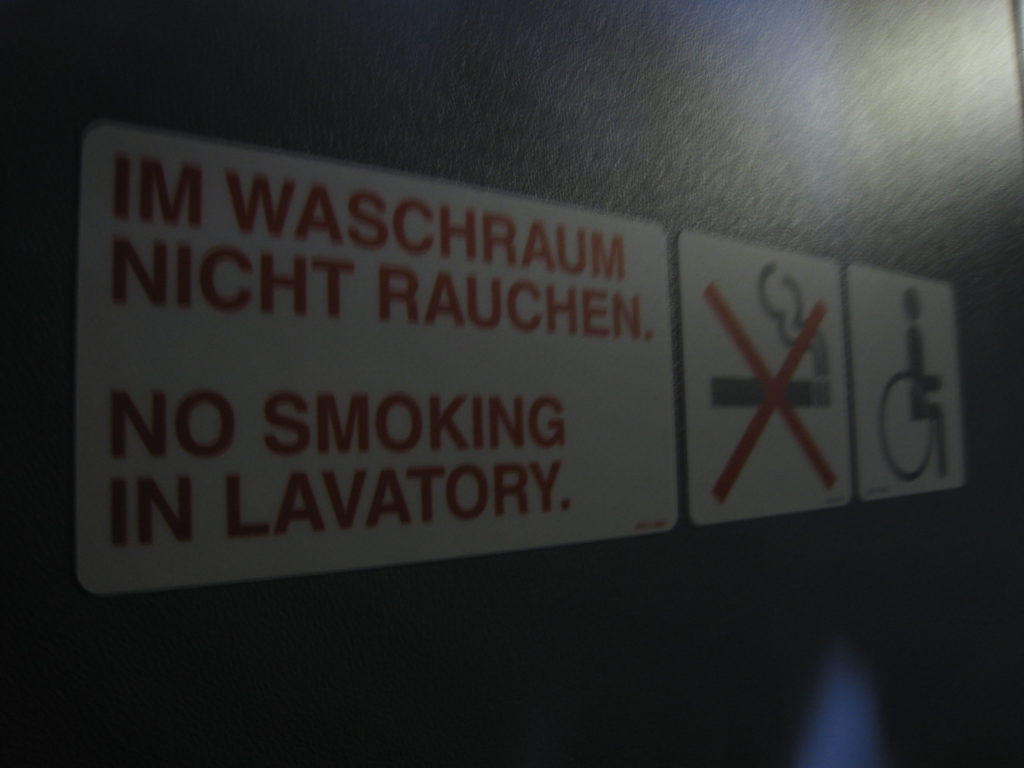 IM WASCHRAUM
NICHT RAUCHEN.
NO SMOKING
IN LAVATORY.